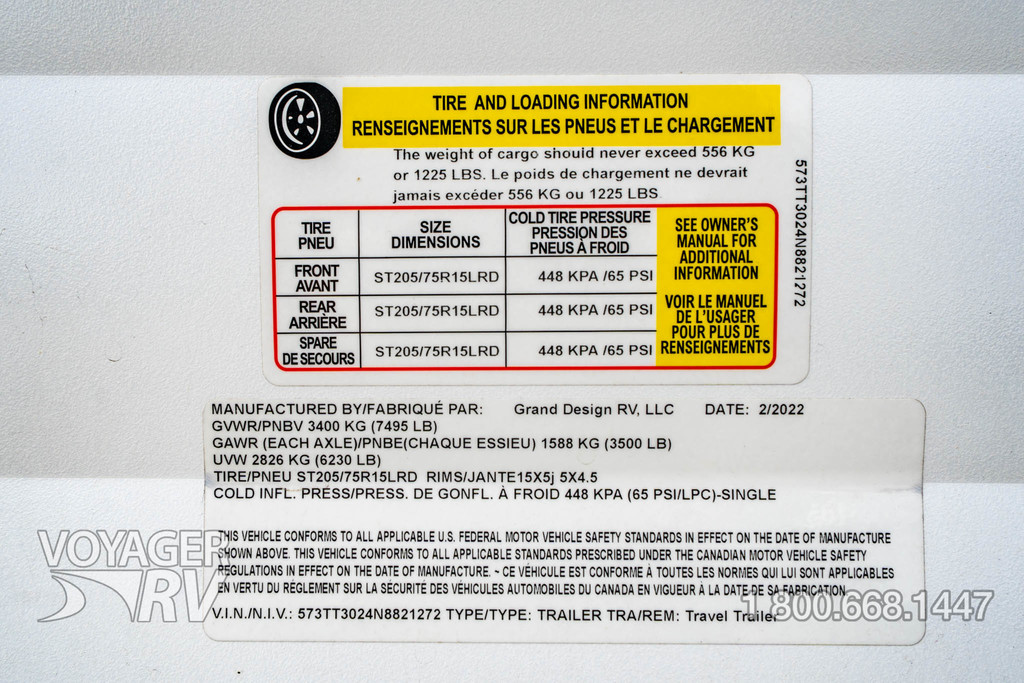 TIRE AND LOADING INFORMATION
RENSEIGNEMENTS SUR LES PNEUS ET LE CHARGEMENT
The weight of cargo should never exceed 556 KG
or 1225 LBS. Le poids de chargement ne devrait
jamais excéder 556 KG ou 1225 LBS
573TT3024N8821272
TIRE
PNEU
SIZE
DIMENSIONS
COLD TIRE PRESSURE
PRESSION DES
PNEUS À FROID
SEE OWNER'S
MANUAL FOR
ADDITIONAL
INFORMATION
VOIR LE MANUEL
DE L'USAGER
POUR PLUS DE
RENSEIGNEMENTS
FRONT
AVANT
ST205/75R15LRD
448 KPA /65 PSI
REAR
ARRIÈRE
ST205/75R15LRD
448 KPA /65 PSI
SPARE
DE SECOURS
ST205/75R15LRD
448 KPA /65 PSI
MANUFACTURED BY/FABRIQUÉ PAR: Grand Design RV, LLC DATE: 2/2022
GVWR/PNBV 3400 KG (7495 LB)
GAWR (EACH AXLE)/PNBE(CHAQUE ESSIEU) 1588 KG (3500 LB)
UVW 2826 KG (6230 LB)
TIRE/PNEU ST205/75R15LRD RIMS/JANTE15X5j 5X4.5
COLD INFL. PRESS/PRESS. DE GONFL. À FROID 448 KPA (65 PSI/LPC)-SINGLE
THIS VEHICLE CONFORMS TO ALL APPLICABLE U.S. FEDERAL MOTOR VEHICLE SAFETY STANDARDS IN EFFECT ON THE DATE OF MANUFACTURE
SHOWN ABOVE. THIS VEHICLE CONFORMS TO ALL APPLICABLE STANDARDS PRESCRIBED UNDER THE CANADIAN MOTOR VEHICLE SAFETY
REGULATIONS IN EFFECT ON THE DATE OF MANUFACTURE. ~ CE VÉHICULE EST CONFORME À TOUTES LES NORMES QUI LUI SONT APPLICABLES
EN VERTU DU RÈGLEMENT SUR LA SÉCURITÉ DES VÉHICULES AUTOMOBILES DU CANADA EN VIGUEUR À LA DATE DE SA FABRICATION
V.I.N./N.I.V.: 573TT3024N8821272 TYPE/TYPE: TRAILER TRA/REM: Travel Trailer
VOYAGER
RV
1.800.668.1447